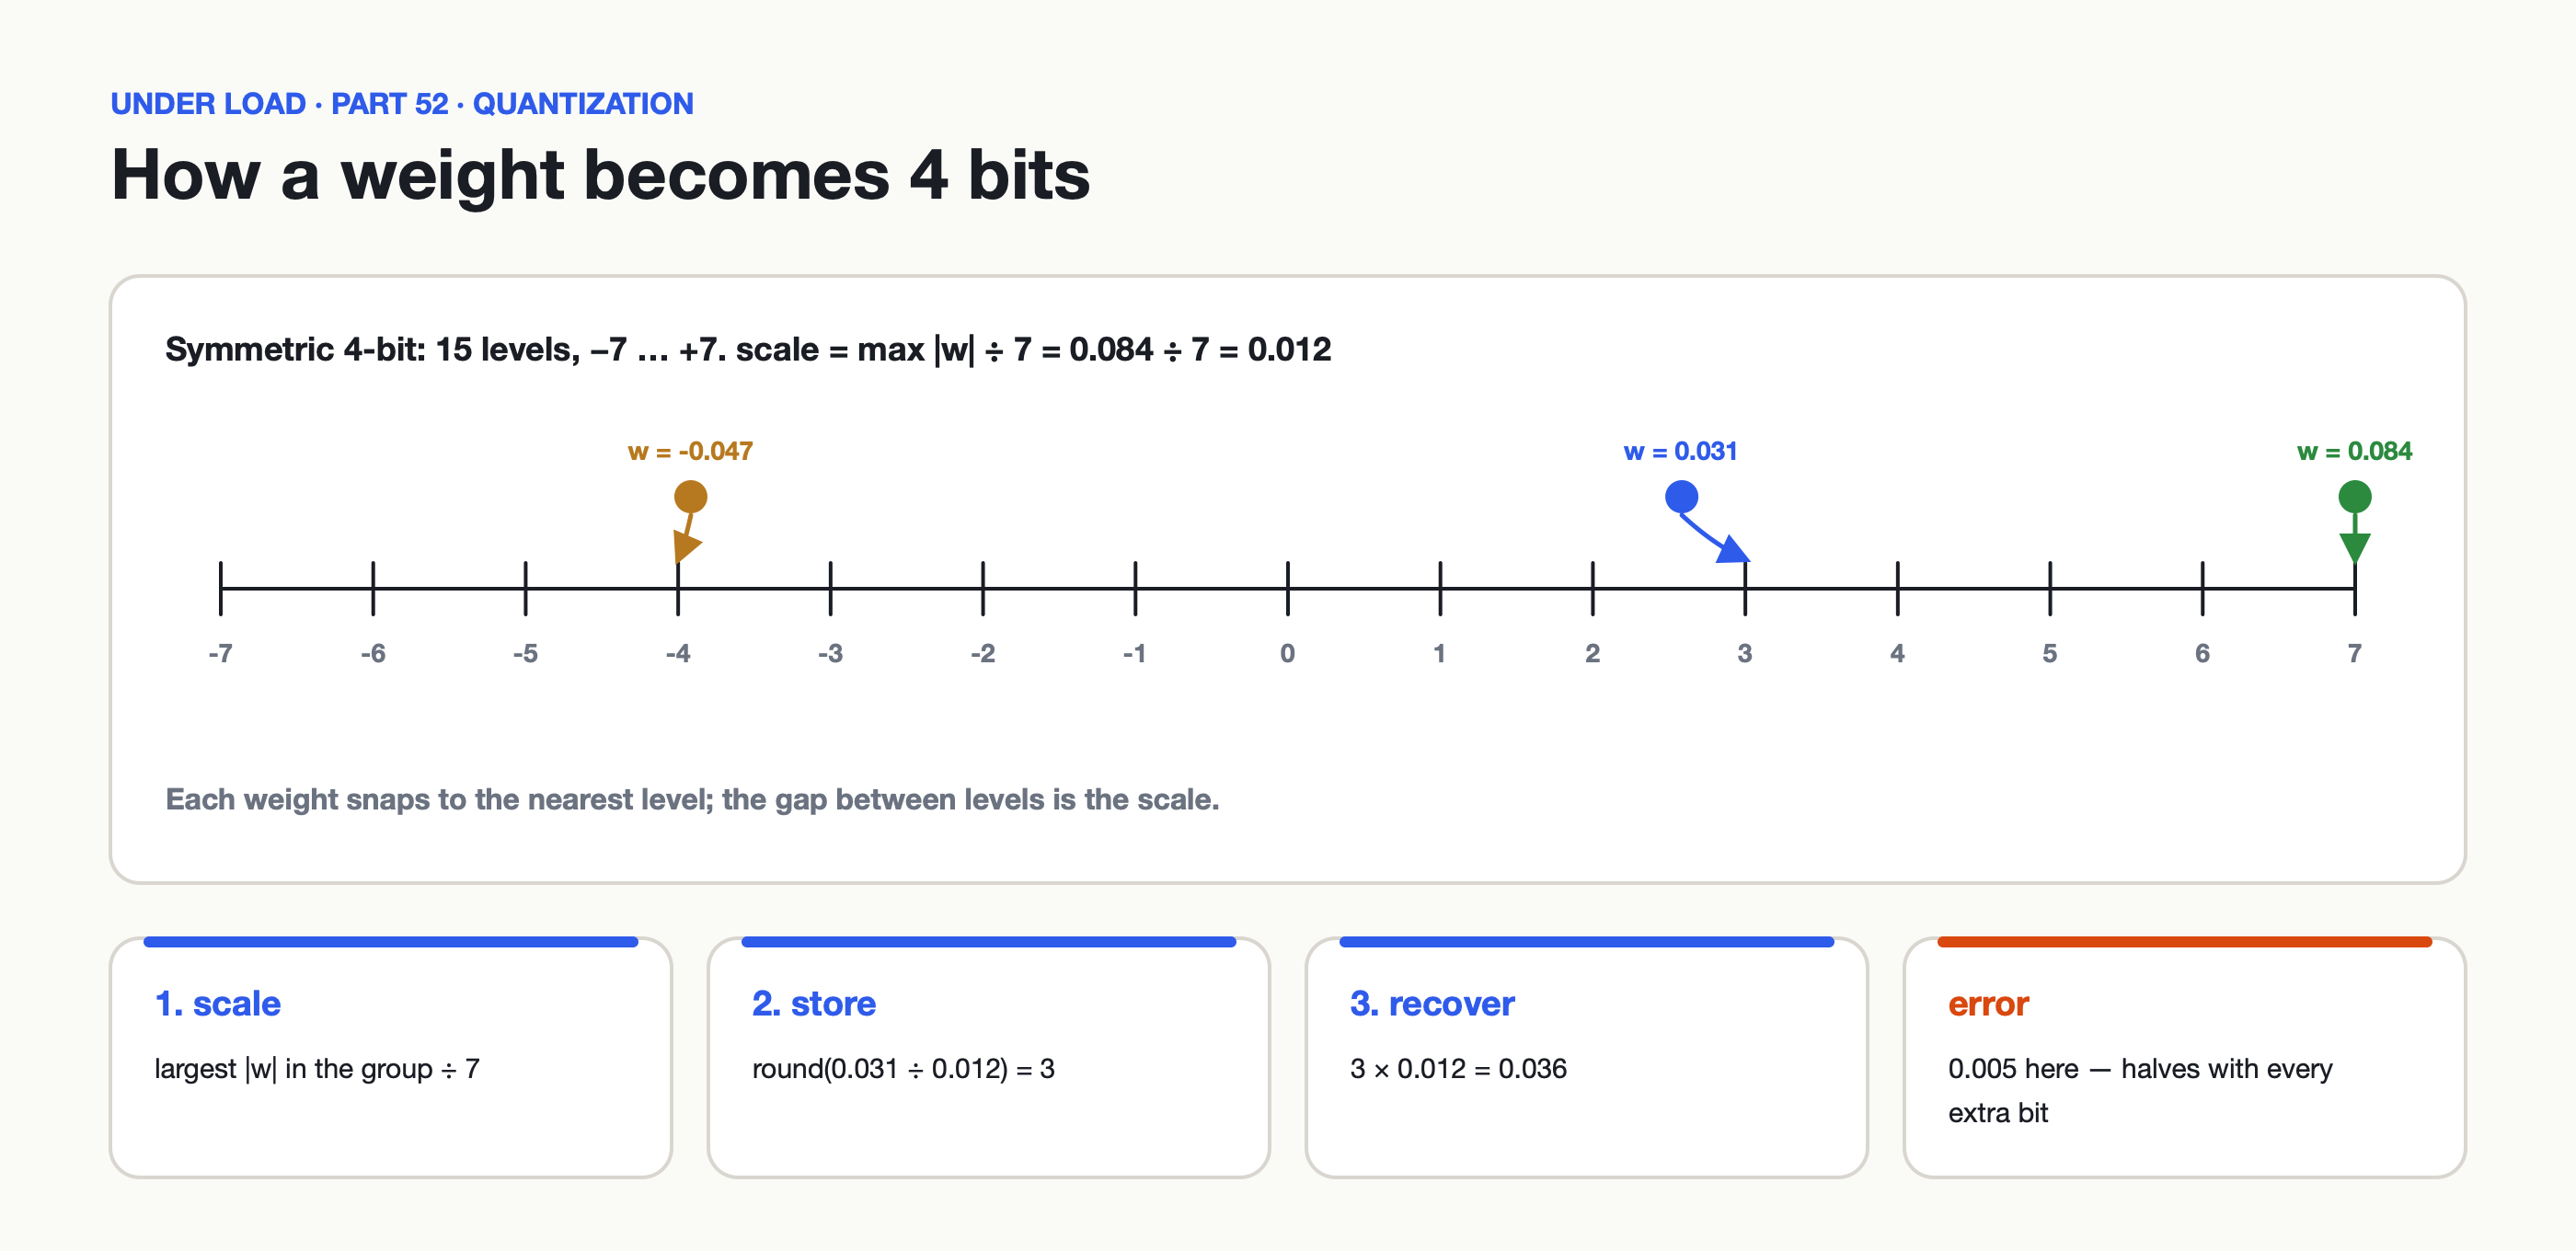 UNDER LOAD · PART 52 · QUANTIZATION
How a weight becomes 4 bits
Symmetric 4-bit: 15 levels, −7 … +7. scale = max |w| ÷ 7 = 0.084 ÷ 7 = 0.012
w = -0.047
w = 0.031
w = 0.084
-7 -6 -5 -4 -3 -2 -1 0 1 2 3 4 5 6 7
Each weight snaps to the nearest level; the gap between levels is the scale.
1. scale
largest |w| in the group ÷ 7
2. store
round(0.031 ÷ 0.012) = 3
3. recover
3 × 0.012 = 0.036
error
0.005 here — halves with every
extra bit